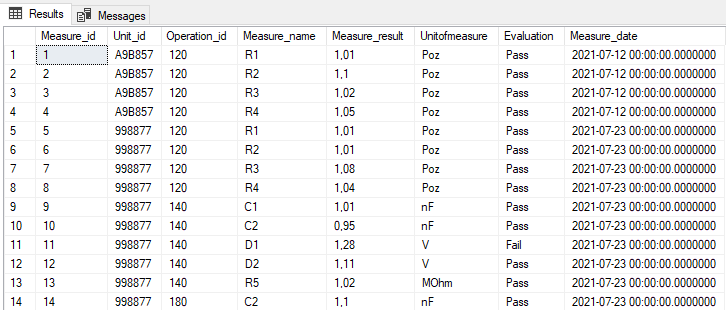 Results Messages
Measure_id Unit_id Operation_id Measure_name Measure_result Unitofmeasure Evaluation Measure_date
1 1 A9B857 120 R1 1,01 Poz Pass 2021-07-12 00:00:00.0000000
2 2 A9B857 120 R2 1,1 Poz Pass 2021-07-12 00:00:00.0000000
3 3 A9B857 120 R3 1,02 Poz Pass 2021-07-12 00:00:00.0000000
4 4 A9B857 120 R4 1,05 Poz Pass 2021-07-12 00:00:00.0000000
5 5 998877 120 R1 1,01 Poz Pass 2021-07-23 00:00:00.0000000
6 6 998877 120 R2 1,01 Poz Pass 2021-07-23 00:00:00.0000000
7 7 998877 120 R3 1,08 Poz Pass 2021-07-23 00:00:00.0000000
8 8 998877 120 R4 1,04 Poz Pass 2021-07-23 00:00:00.0000000
9 9 998877 140 C1 1,01 nF Pass 2021-07-23 00:00:00.0000000
10 10 998877 140 C2 0,95 nF Pass 2021-07-23 00:00:00.0000000
11 11 998877 140 D1 1,28 V Fail 2021-07-23 00:00:00.0000000
12 12 998877 140 D2 1,11 V Pass 2021-07-23 00:00:00.0000000
13 13 998877 140 R5 1,02 MOhm Pass 2021-07-23 00:00:00.0000000
14 14 998877 180 C2 1,1 nF Pass 2021-07-23 00:00:00.0000000